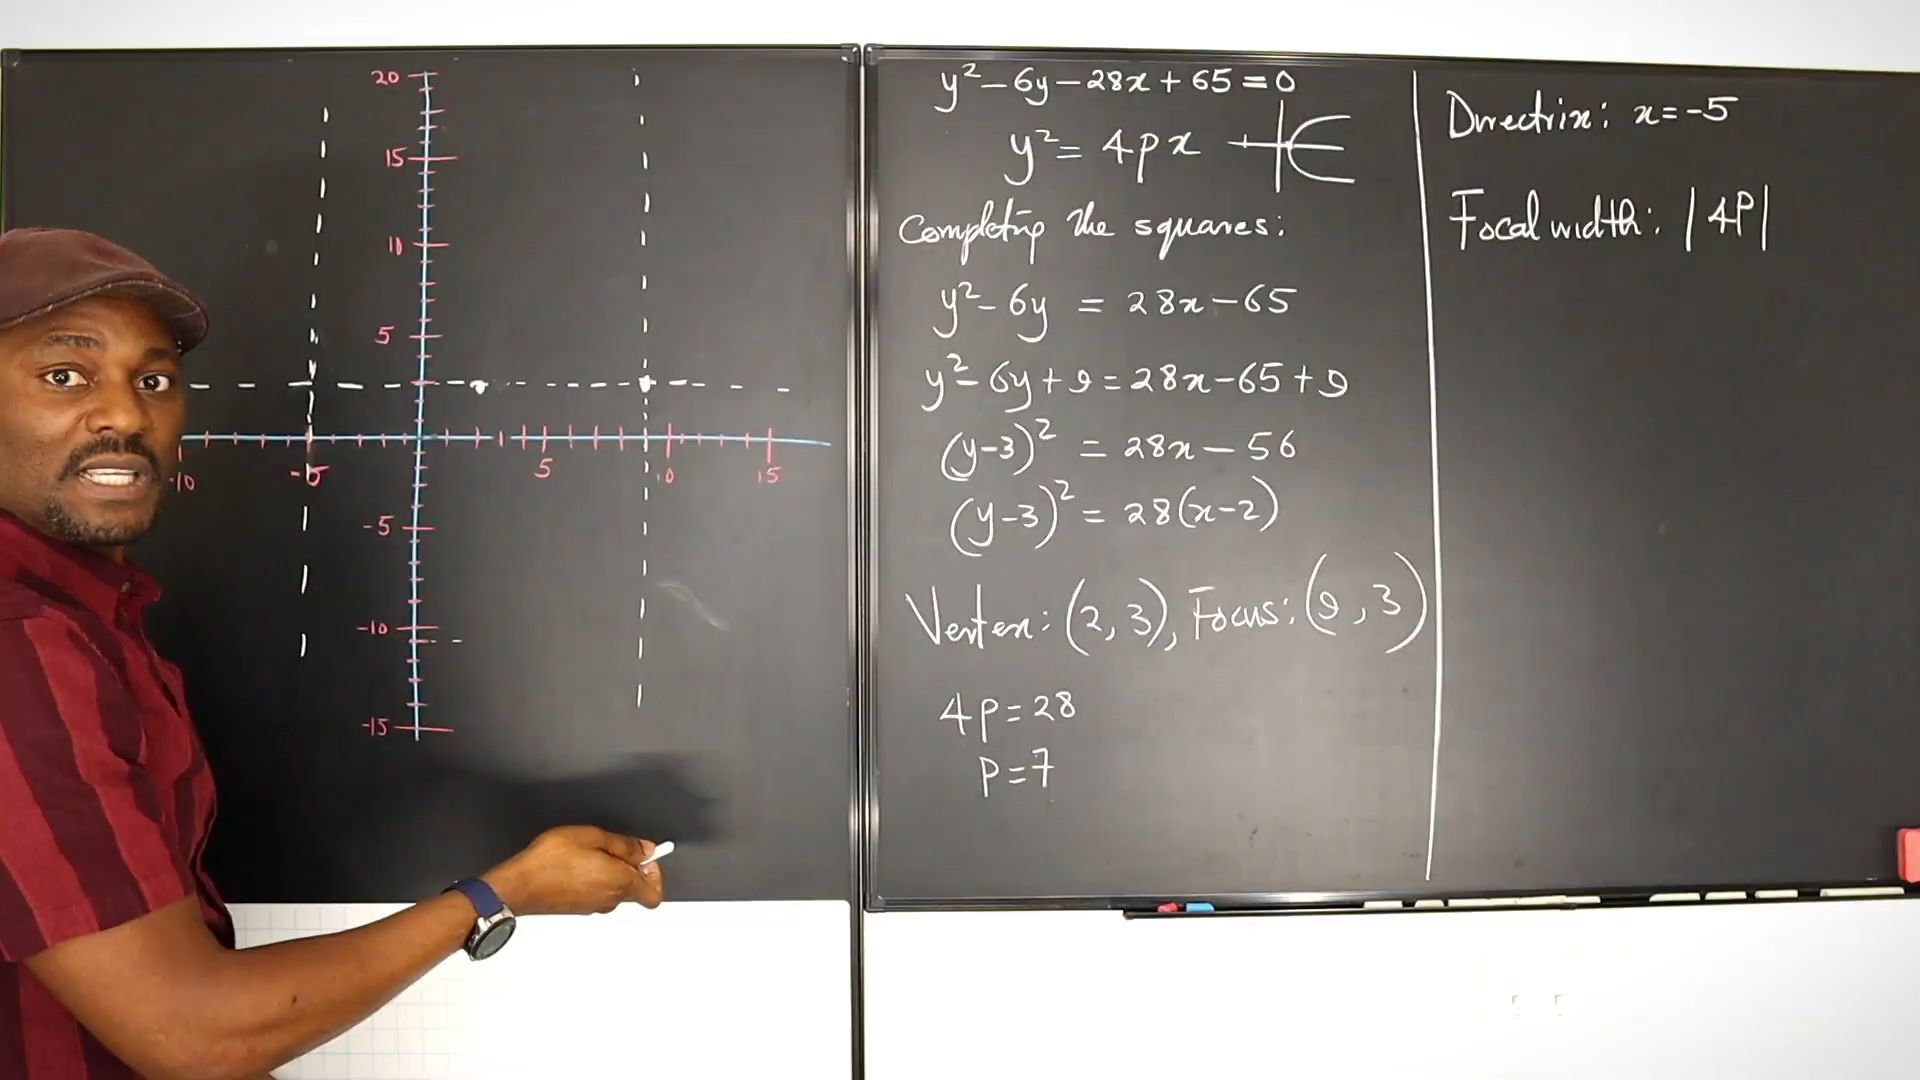 20
15
10
5
-10
-5
5
10
15
-5
-10
-15
y² - 6y - 28x + 65 = 0
y² = 4px
Completing the squares:
y² - 6y = 28x - 65
y² - 6y + 9 = 28x - 65 + 9
(y-3)² = 28x - 56
(y-3)² = 28(x-2)
Vertex: (2, 3), Focus: (9, 3)
4p = 28
p = 7
Directrix: x = -5
Focal width: |4P|